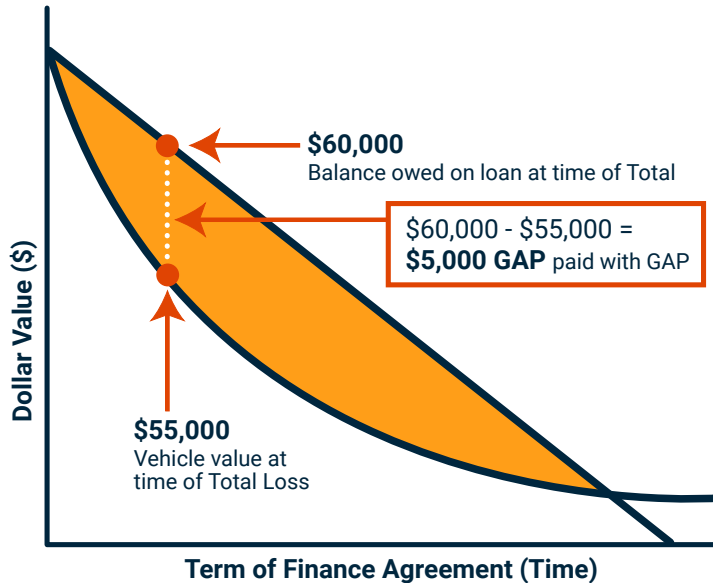 $60,000
Balance owed on loan at time of Total
$60,000 - $55,000 =
$5,000 GAP paid with GAP
Dollar Value ($)
$55,000
Vehicle value at
time of Total Loss
Term of Finance Agreement (Time)